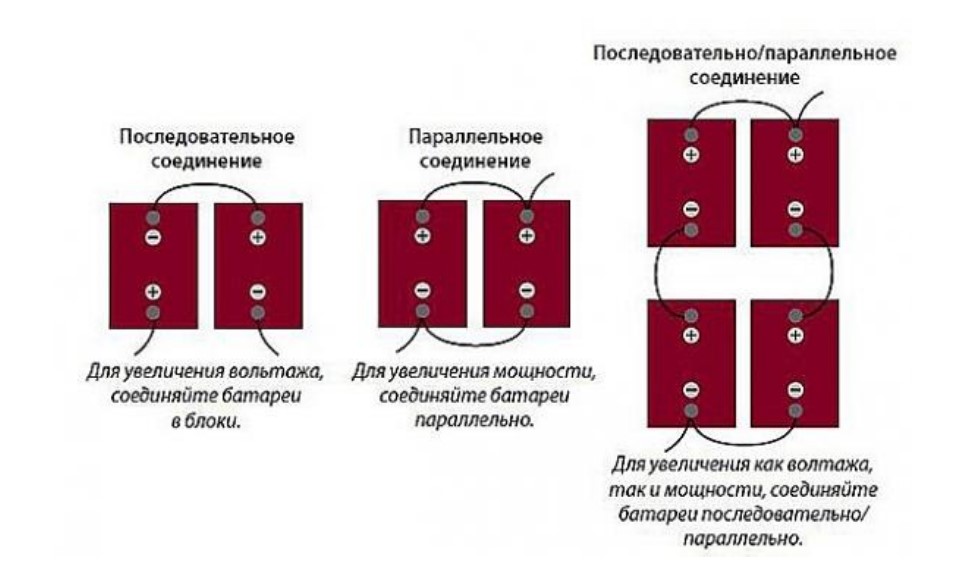 Последовательное
соединение
Для увеличения вольтажа,
соединяйте батареи
в блоки.
Параллельное
соединение
Для увеличения мощности,
соединяйте батареи
параллельно.
Последовательно/параллельное
соединение
Для увеличения как волтажа,
так и мощности, соединяйте
батареи последовательно/
параллельно.